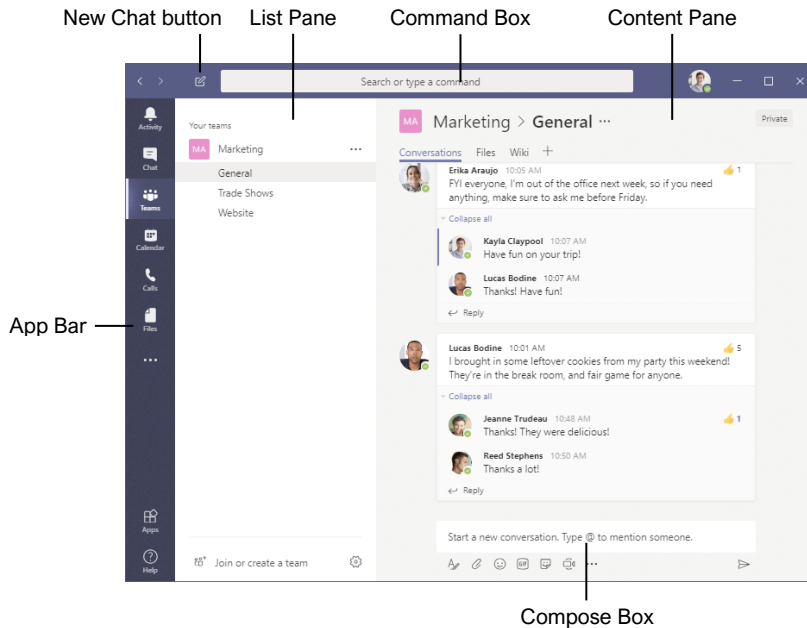 New Chat button List Pane Command Box Content Pane
Search or type a command
Activity
Chat
Teams
Calendar
Calls
Files
Apps
Help
App Bar
Your teams
MA Marketing ...
General
Trade Shows
Website
Join or create a team
MA Marketing > General ...
Private
Conversations Files Wiki +
Erika Araujo 10:05 AM 1
FYI everyone, I'm out of the office next week, so if you need
anything, make sure to ask me before Friday.
Collapse all
Kayla Claypool 10:07 AM
Have fun on your trip!
Lucas Bodine 10:07 AM
Thanks! Have fun!
Reply
Lucas Bodine 10:01 AM 5
I brought in some leftover cookies from my party this weekend!
They're in the break room, and fair game for anyone.
Collapse all
Jeanne Trudeau 10:48 AM 1
Thanks! They were delicious!
Reed Stephens 10:50 AM
Thanks a lot!
Reply
Start a new conversation. Type @ to mention someone.
GIF
Compose Box